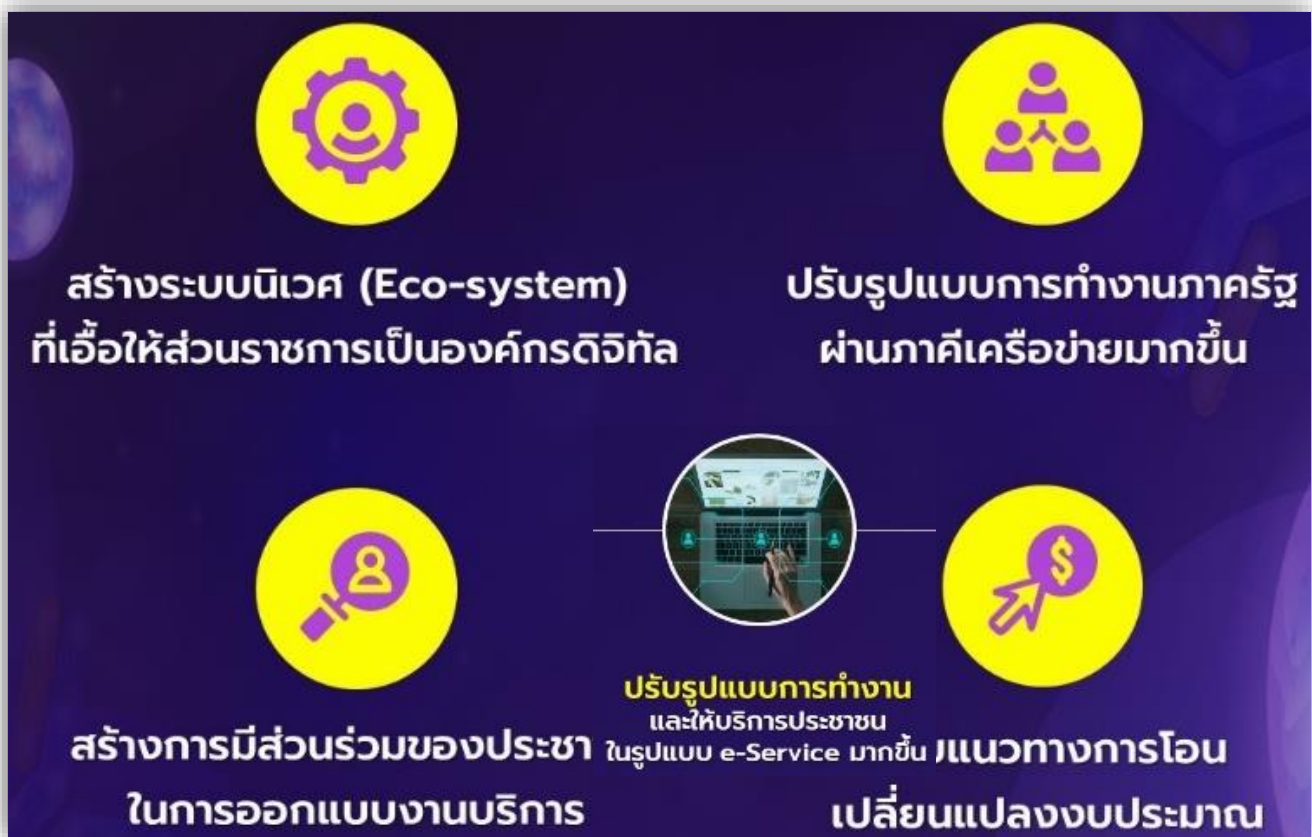 สร้างระบบนิเวศ (Eco-system)
ที่เอื้อให้ส่วนราชการเป็นองค์กรดิจิทัล
ปรับรูปแบบการทำงานภาครัฐ
ผ่านภาคีเครือข่ายมากขึ้น
สร้างการมีส่วนร่วมของประชา
ในการออกแบบงานบริการ
ปรับรูปแบบการทำงาน
และให้บริการประชาชน
ในรูปแบบ e-Service มากขึ้น
แนวทางการโอน
เปลี่ยนแปลงงบประมาณ